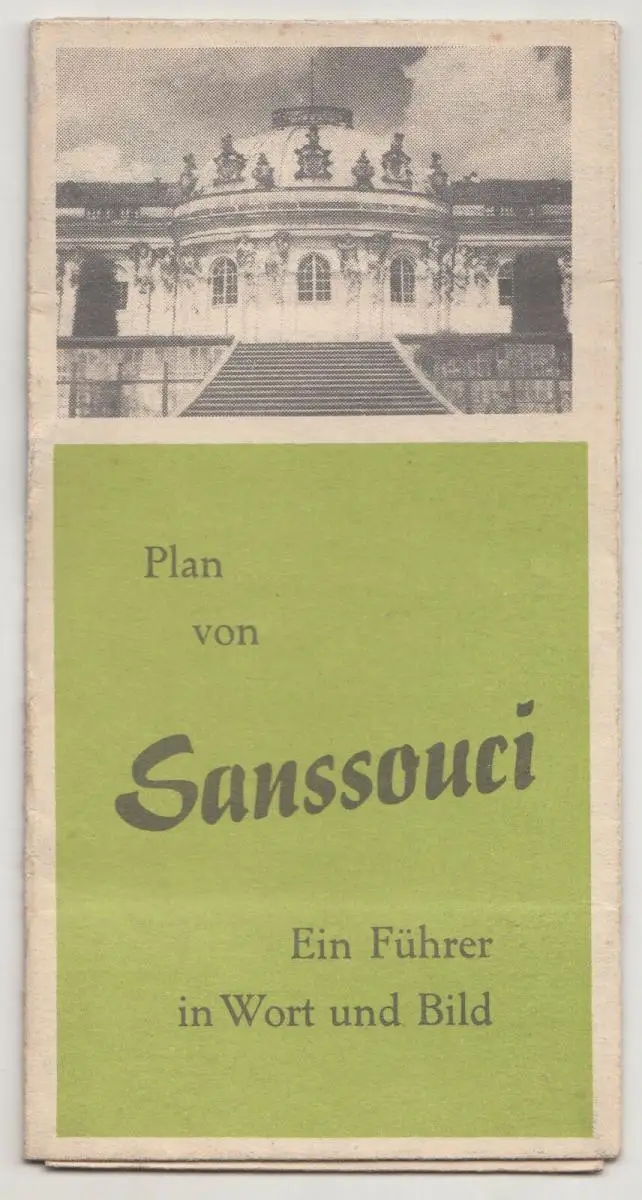 Plan
von
Sanssouci
Ein Führer
in Wort und Bild